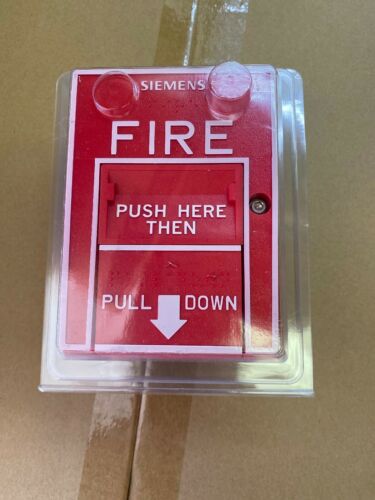 SIEMENS
FIRE
PUSH HERE
THEN
PULL DOWN